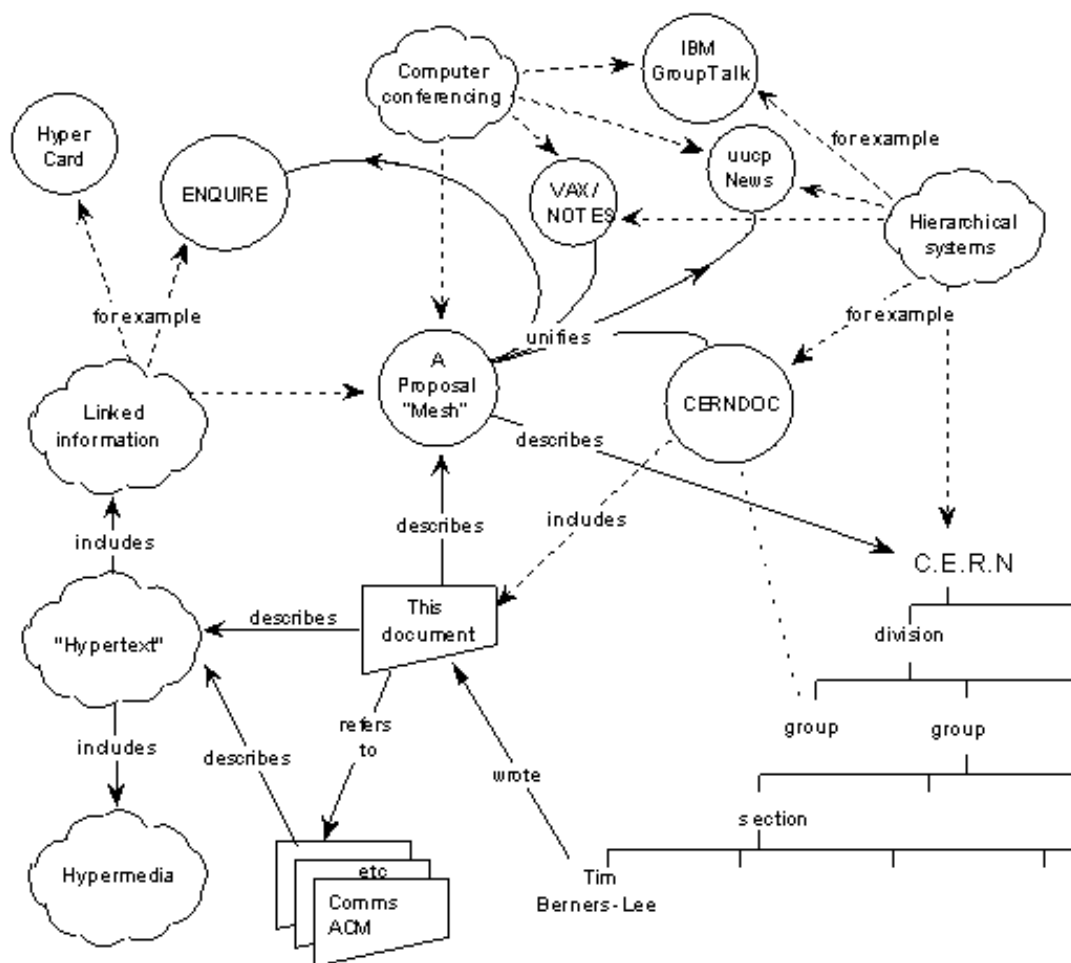 IBM
GroupTalk
Computer
conferencing
Hyper
Card
ENQUIRE
for example
uucp
News
VAX/
NOTES
Hierarchical
systems
for example
unifies
for example
A
Proposal
"Mesh"
CERNDOC
Linked
information
describes
includes
describes
includes
C.E.R.N
This
document
describes
"Hypertext"
division
refers
to
group
group
includes
describes
wrote
section
Hypermedia
etc
Comms
ACM
Tim
Berners-Lee